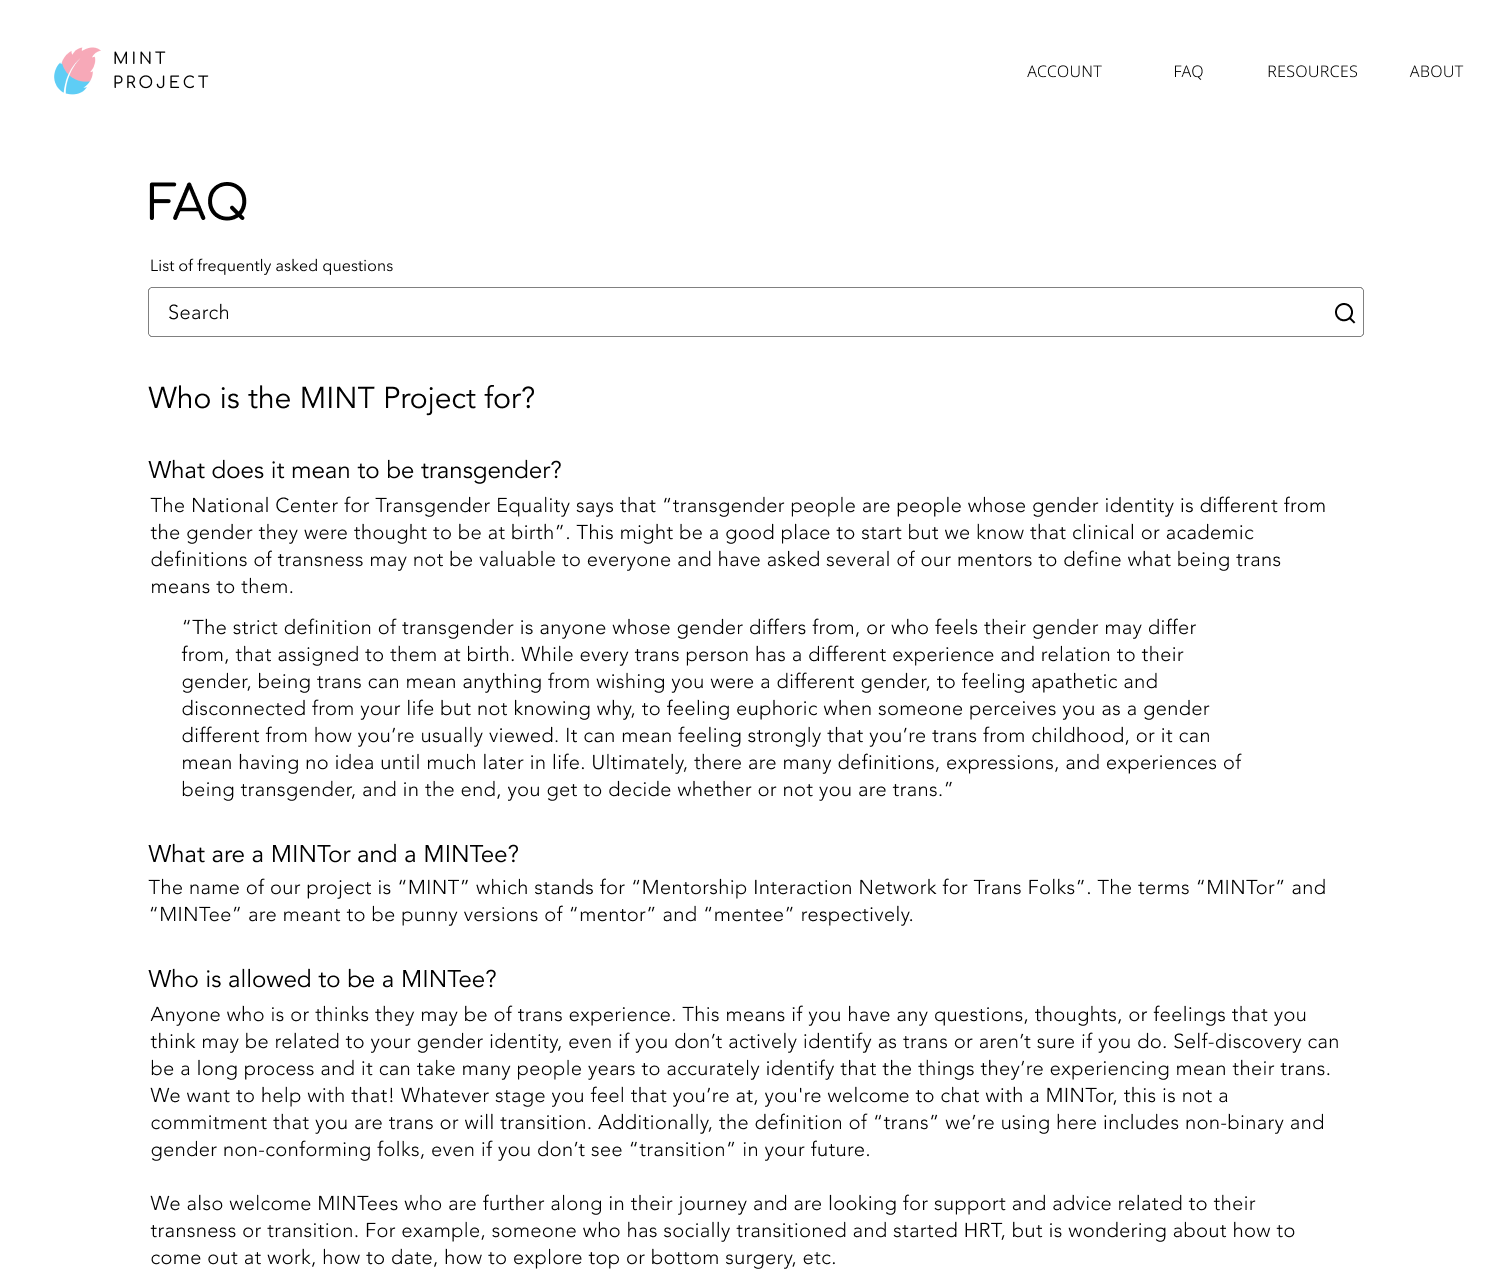 MINT
PROJECT
ACCOUNT FAQ RESOURCES ABOUT
FAQ
List of frequently asked questions
Search
Who is the MINT Project for?
What does it mean to be transgender?
The National Center for Transgender Equality says that “transgender people are people whose gender identity is different from
the gender they were thought to be at birth”. This might be a good place to start but we know that clinical or academic
definitions of transness may not be valuable to everyone and have asked several of our mentors to define what being trans
means to them.
“The strict definition of transgender is anyone whose gender differs from, or who feels their gender may differ
from, that assigned to them at birth. While every trans person has a different experience and relation to their
gender, being trans can mean anything from wishing you were a different gender, to feeling apathetic and
disconnected from your life but not knowing why, to feeling euphoric when someone perceives you as a gender
different from how you’re usually viewed. It can mean feeling strongly that you’re trans from childhood, or it can
mean having no idea until much later in life. Ultimately, there are many definitions, expressions, and experiences of
being transgender, and in the end, you get to decide whether or not you are trans.”
What are a MINTor and a MINTee?
The name of our project is “MINT” which stands for “Mentorship Interaction Network for Trans Folks”. The terms “MINTor” and
“MINTee” are meant to be punny versions of “mentor” and “mentee” respectively.
Who is allowed to be a MINTee?
Anyone who is or thinks they may be of trans experience. This means if you have any questions, thoughts, or feelings that you
think may be related to your gender identity, even if you don’t actively identify as trans or aren’t sure if you do. Self-discovery can
be a long process and it can take many people years to accurately identify that the things they’re experiencing mean their trans.
We want to help with that! Whatever stage you feel that you’re at, you're welcome to chat with a MINTor, this is not a
commitment that you are trans or will transition. Additionally, the definition of “trans” we’re using here includes non-binary and
gender non-conforming folks, even if you don’t see “transition” in your future.
We also welcome MINTees who are further along in their journey and are looking for support and advice related to their
transness or transition. For example, someone who has socially transitioned and started HRT, but is wondering about how to
come out at work, how to date, how to explore top or bottom surgery, etc.